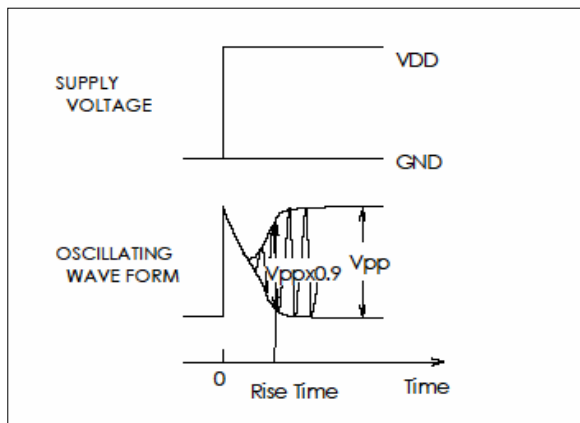 SUPPLY
VOLTAGE
VDD
GND
OSCILLATING
WAVE FORM
Vppx0.9
Vpp
0
Rise Time
Time